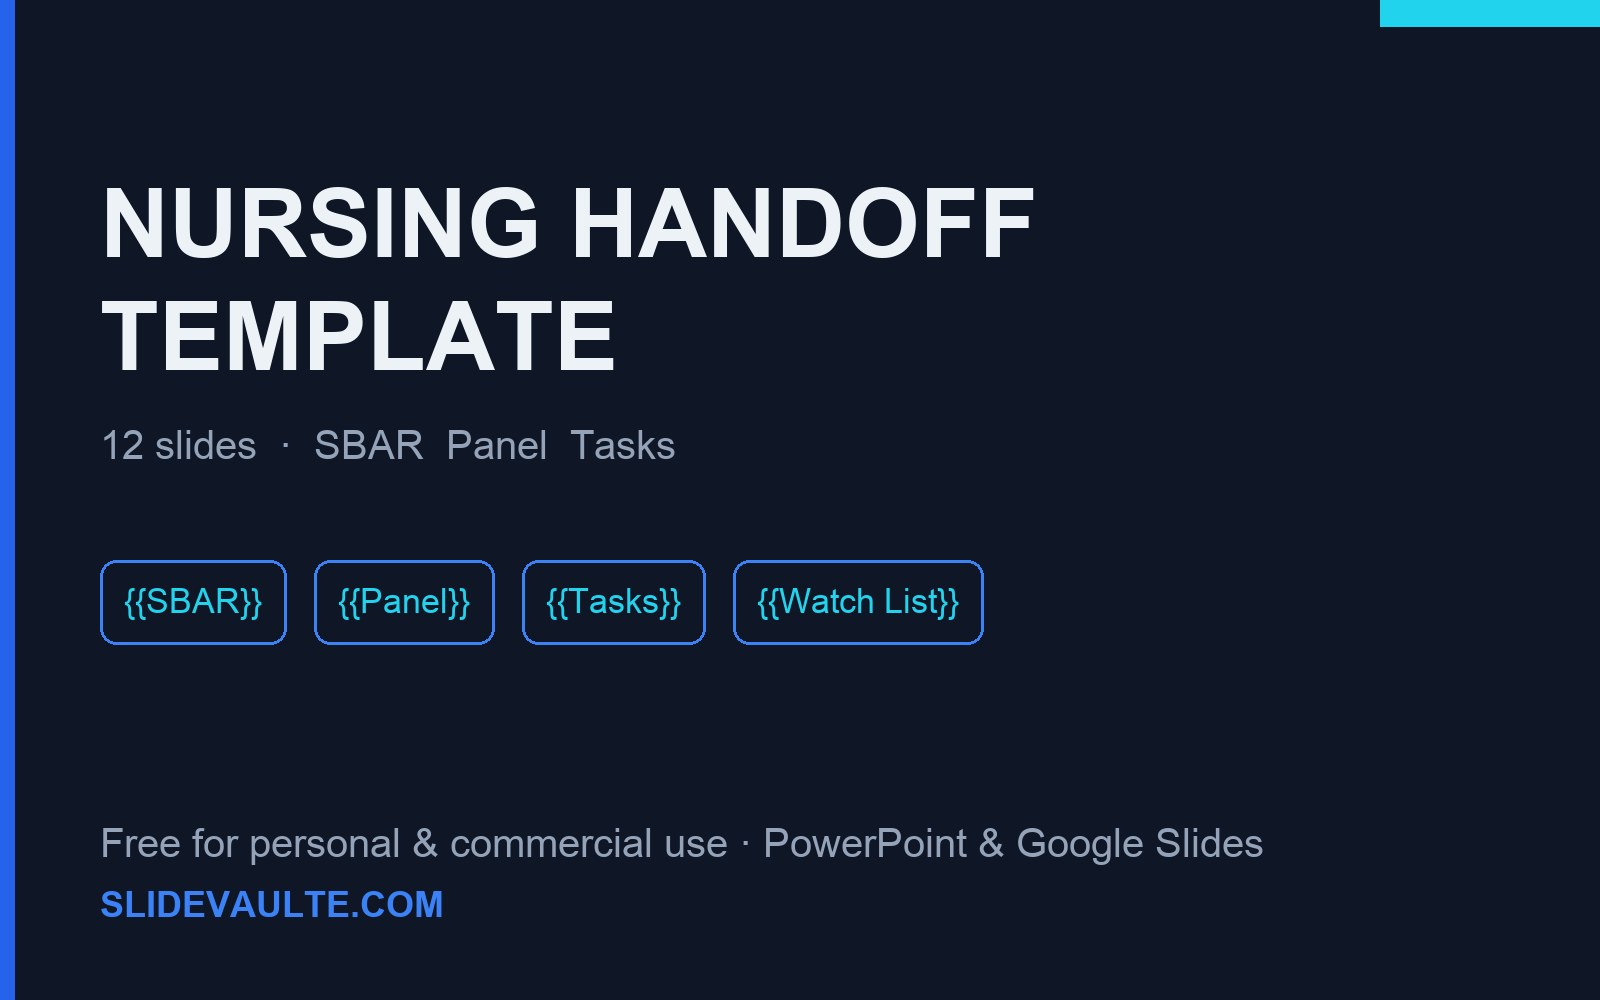 NURSING HANDOFF
TEMPLATE
12 slides · SBAR Panel Tasks
{{SBAR}} {{Panel}} {{Tasks}} {{Watch List}}
Free for personal & commercial use · PowerPoint & Google Slides
SLIDEVAULTE.COM